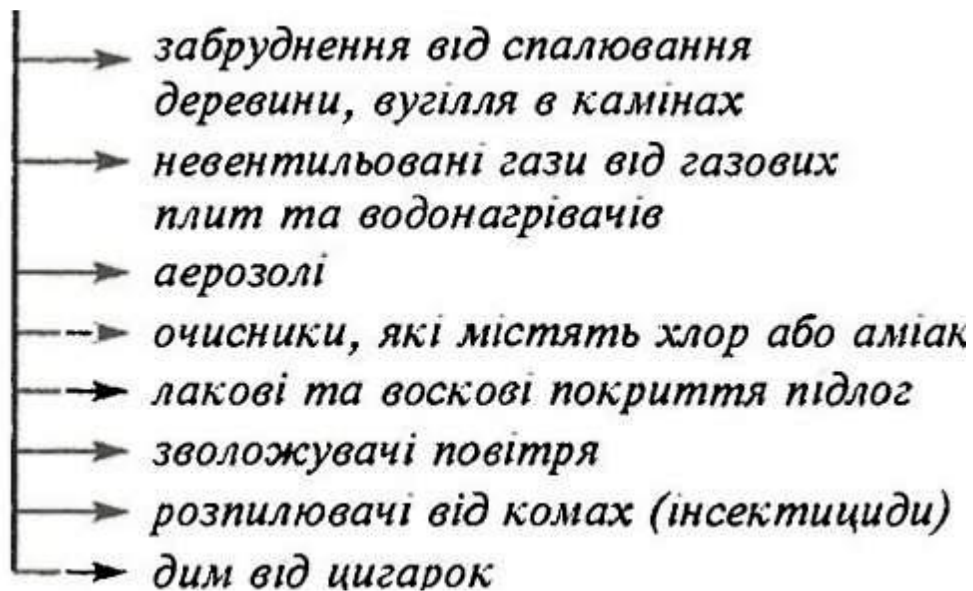 забруднення від спалювання
деревини, вугілля в камінах
невентильовані гази від газових
плит та водонагрівачів
аерозолі
очисники, які містять хлор або аміак
лакові та воскові покриття підлог
зволожувачі повітря
розпилювачі від комах (інсектициди)
дим від цигарок